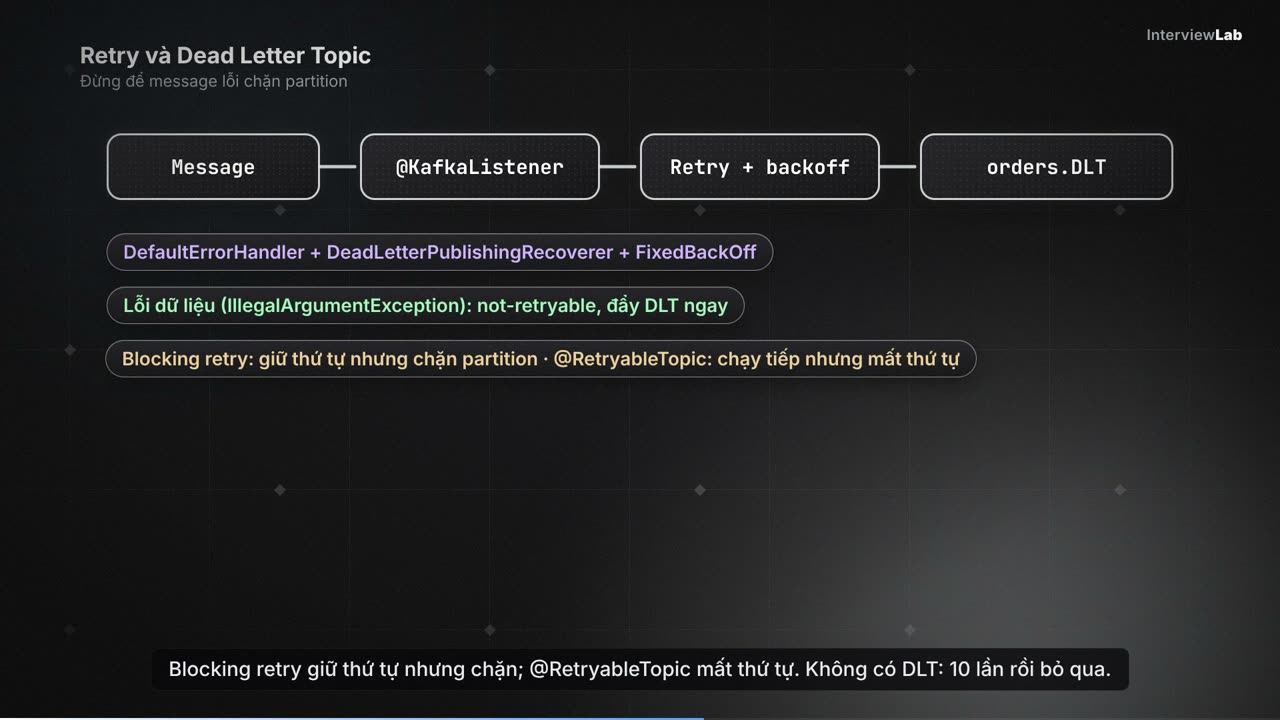 InterviewLab
Retry và Dead Letter Topic
Đừng để message lỗi chặn partition
Message
@KafkaListener
Retry + backoff
orders.DLT
DefaultErrorHandler + DeadLetterPublishingRecoverer + FixedBackOff
Lỗi dữ liệu (IllegalArgumentException): not-retryable, đẩy DLT ngay
Blocking retry: giữ thứ tự nhưng chặn partition · @RetryableTopic: chạy tiếp nhưng mất thứ tự
Blocking retry giữ thứ tự nhưng chặn; @RetryableTopic mất thứ tự. Không có DLT: 10 lần rồi bỏ qua.